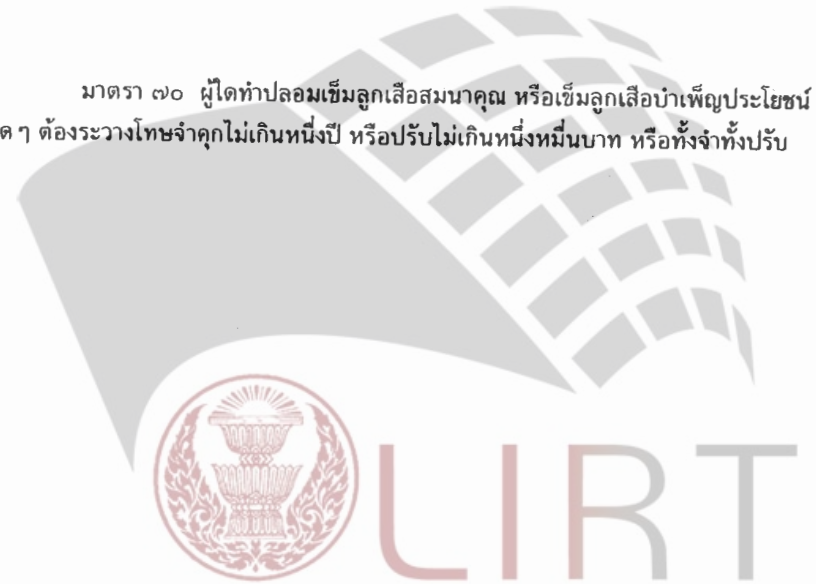 มาตรา ๗๐ ผู้ใดทำปลอมเข็มลูกเสือสมนาคุณ หรือเข็มลูกเสือบำเพ็ญประโยชน์
ด ๆ ต้องระวางโทษจำคุกไม่เกินหนึ่งปี หรือปรับไม่เกินหนึ่งหมื่นบาท หรือทั้งจำทั้งปรับ
LIRT